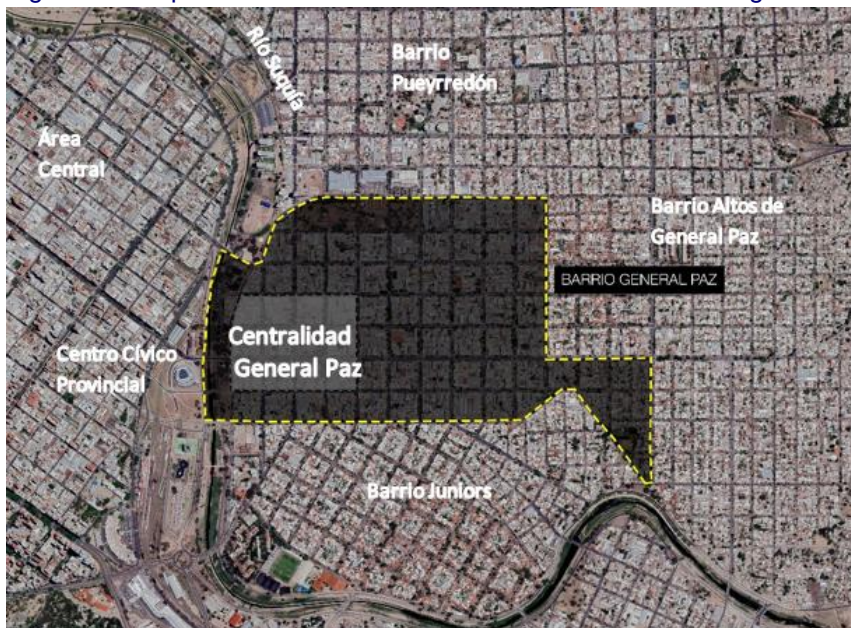 Río Suquía
Barrio
Pueyrredón
Área
Central
Barrio Altos de
General Paz
BARRIO GENERAL PAZ
Centralidad
General Paz
Centro Cívico
Provincial
Barrio Juniors